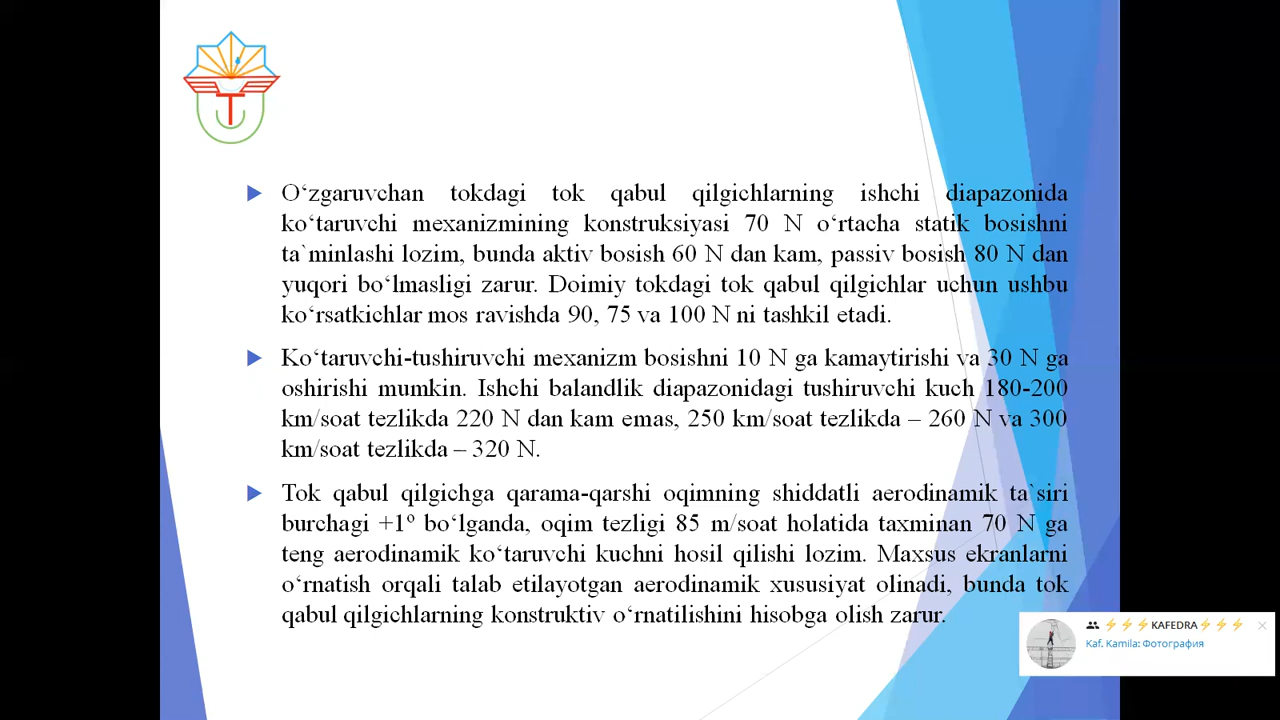 O‘zgaruvchan tokdagi tok qabul qilgichlarning ishchi diapazonida
ko‘taruvchi mexanizmining konstruksiyasi 70 N o‘rtacha statik bosishni
ta`minlashi lozim, bunda aktiv bosish 60 N dan kam, passiv bosish 80 N dan
yuqori bo‘lmasligi zarur. Doimiy tokdagi tok qabul qilgichlar uchun ushbu
ko‘rsatkichlar mos ravishda 90, 75 va 100 N ni tashkil etadi.
Ko‘taruvchi-tushiruvchi mexanizm bosishni 10 N ga kamaytirishi va 30 N ga
oshirishi mumkin. Ishchi balandlik diapazonidagi tushiruvchi kuch 180-200
km/soat tezlikda 220 N dan kam emas, 250 km/soat tezlikda – 260 N va 300
km/soat tezlikda – 320 N.
Tok qabul qilgichga qarama-qarshi oqimning shiddatli aerodinamik ta`siri
burchagi +1º bo‘lganda, oqim tezligi 85 m/soat holatida taxminan 70 N ga
teng aerodinamik ko‘taruvchi kuchni hosil qilishi lozim. Maxsus ekranlarni
o‘rnatish orqali talab etilayotgan aerodinamik xususiyat olinadi, bunda tok
qabul qilgichlarning konstruktiv o‘rnatilishini hisobga olish zarur.
⚡⚡⚡KAFEDRA⚡⚡⚡
Kaf. Kamila: Фотография